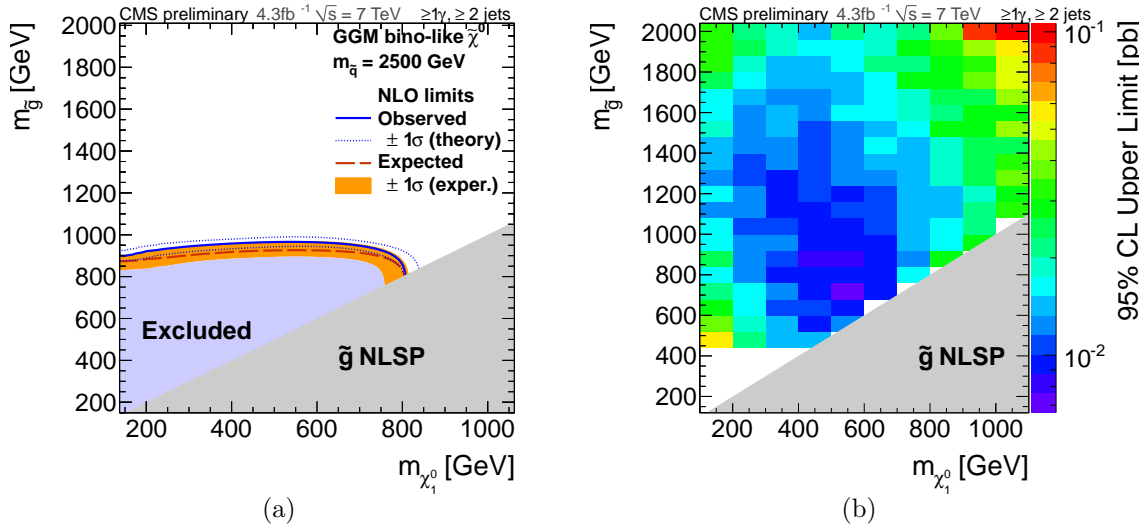 CMS preliminary 4.3fb⁻¹ √s = 7 TeV ≥1γ, ≥ 2 jets
m_g̃ [GeV]
2000
1800
1600
1400
1200
1000
800
600
400
200
GGM bino-like χ̃⁰
m_q̃ = 2500 GeV
NLO limits
Observed
± 1σ (theory)
Expected
± 1σ (exper.)
Excluded
g̃ NLSP
200 400 600 800 1000
m_χ₁⁰ [GeV]
(a)
CMS preliminary 4.3fb⁻¹ √s = 7 TeV ≥1γ, ≥ 2 jets
m_g̃ [GeV]
2000
1800
1600
1400
1200
1000
800
600
400
200
g̃ NLSP
200 400 600 800 1000
m_χ₁⁰ [GeV]
10⁻¹
10⁻²
95% CL Upper Limit [pb]
(b)